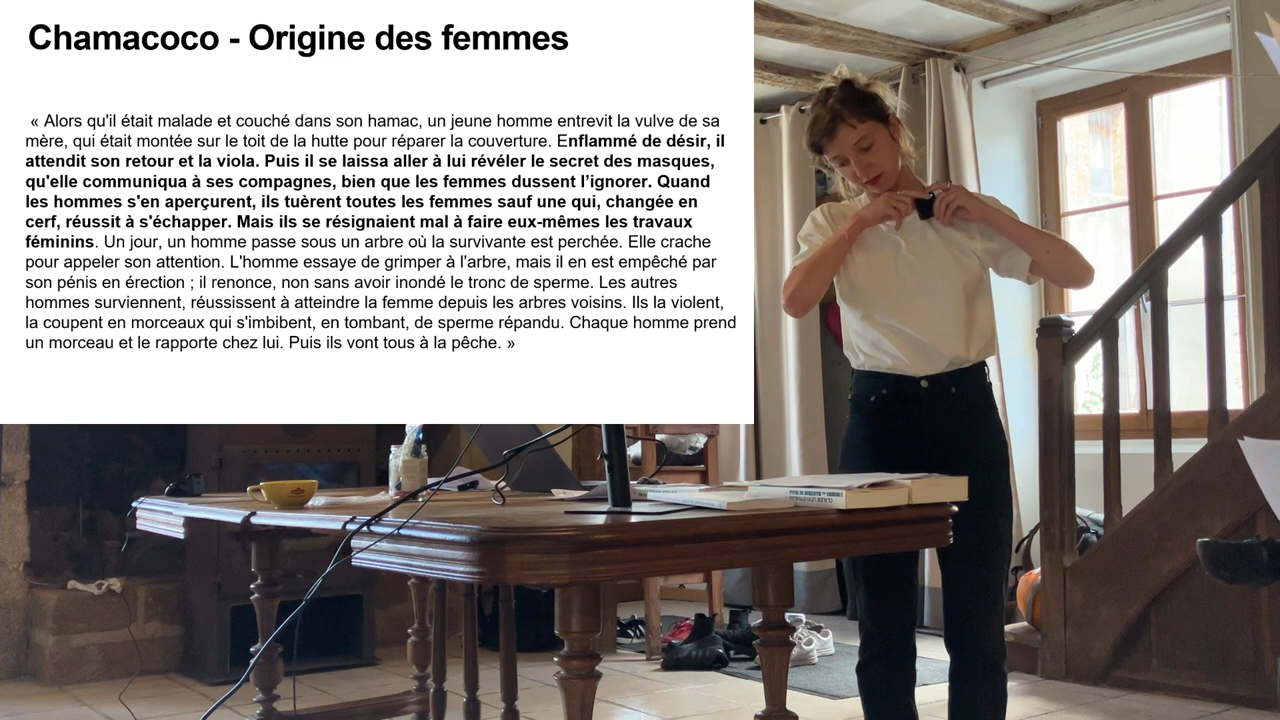 Chamacoco - Origine des femmes
« Alors qu'il était malade et couché dans son hamac, un jeune homme entrevit la vulve de sa
mère, qui était montée sur le toit de la hutte pour réparer la couverture. Enflammé de désir, il
attendit son retour et la viola. Puis il se laissa aller à lui révéler le secret des masques,
qu'elle communiqua à ses compagnes, bien que les femmes dussent l’ignorer. Quand
les hommes s'en aperçurent, ils tuèrent toutes les femmes sauf une qui, changée en
cerf, réussit à s'échapper. Mais ils se résignaient mal à faire eux-mêmes les travaux
féminins. Un jour, un homme passe sous un arbre où la survivante est perchée. Elle crache
pour appeler son attention. L'homme essaye de grimper à l'arbre, mais il en est empêché par
son pénis en érection ; il renonce, non sans avoir inondé le tronc de sperme. Les autres
hommes surviennent, réussissent à atteindre la femme depuis les arbres voisins. Ils la violent,
la coupent en morceaux qui s'imbibent, en tombant, de sperme répandu. Chaque homme prend
un morceau et le rapporte chez lui. Puis ils vont tous à la pêche. »